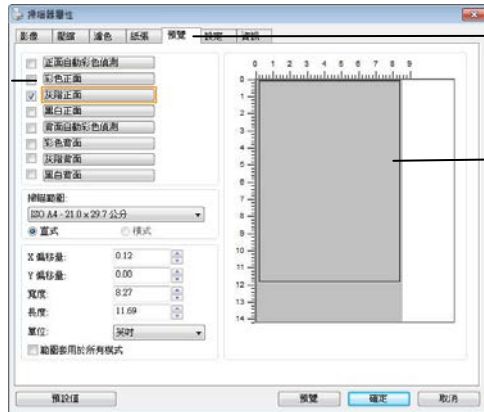 掃描器屬性
影像 壓縮 濾色 紙張 預覽 設定 資訊
正面自動彩色偵測
彩色正面
灰階正面
黑白正面
背面自動彩色偵測
彩色背面
灰階背面
黑白背面
掃描範圍:
ISO A4 - 21.0 x 29.7 公分
直式 橫式
X 偏移量: 0.12
Y 偏移量: 0.00
寬度: 8.27
長度: 11.69
單位: 英吋
範圍套用於所有模式
0 1 2 3 4 5 6 7 8 9
0
1
2
3
4
5
6
7
8
9
10
11
12
13
14
預設值 預覽 確定 取消